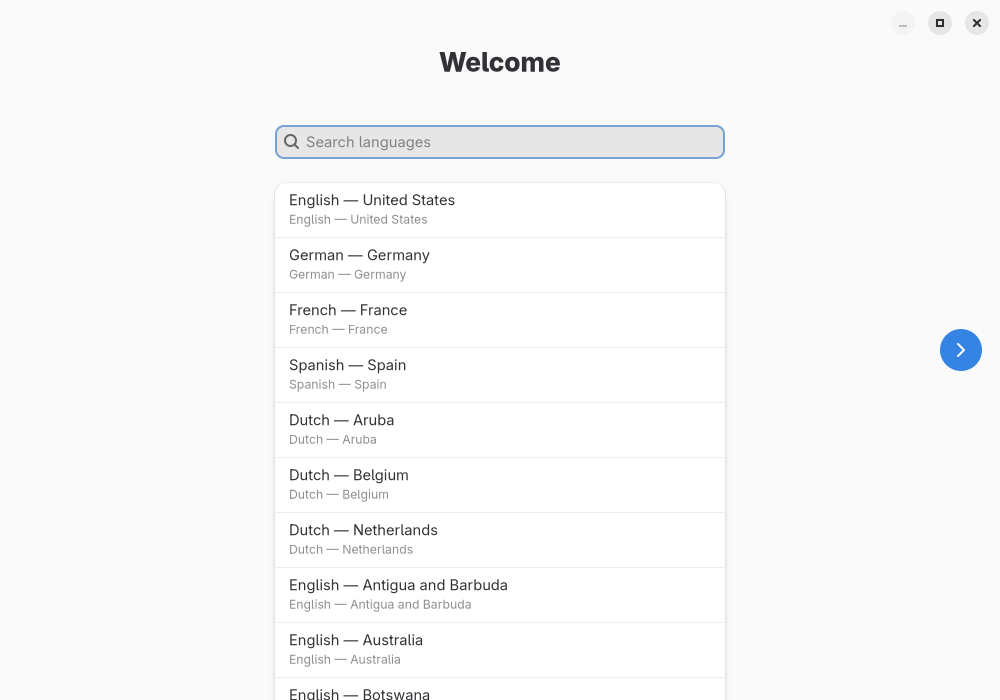 Welcome
Search languages
English — United States
English — United States
German — Germany
German — Germany
French — France
French — France
Spanish — Spain
Spanish — Spain
Dutch — Aruba
Dutch — Aruba
Dutch — Belgium
Dutch — Belgium
Dutch — Netherlands
Dutch — Netherlands
English — Antigua and Barbuda
English — Antigua and Barbuda
English — Australia
English — Australia
English — Botswana